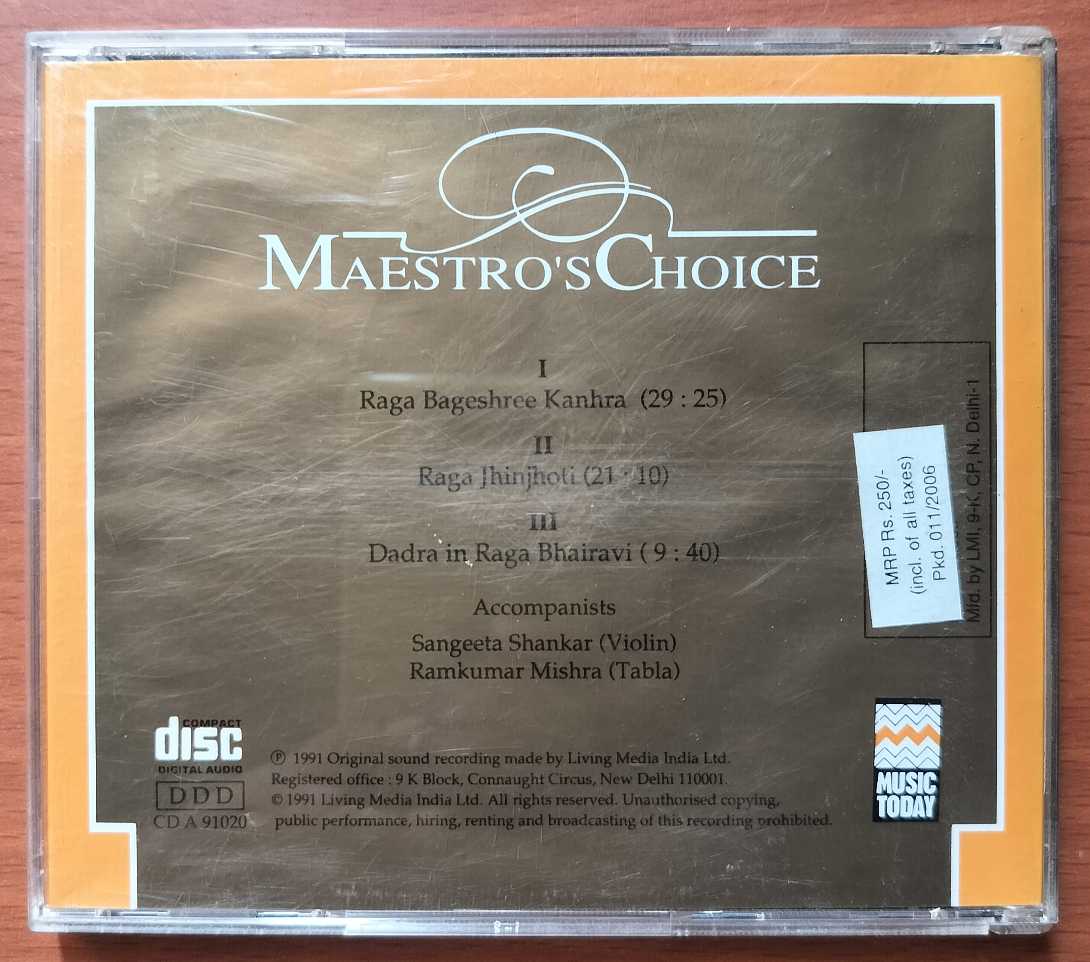 MAESTRO'S CHOICE
I
Raga Bageshree Kanhra (29 : 25)
II
Raga Jhinjhoti (21 : 10)
III
Dadra in Raga Bhairavi ( 9 : 40)
Accompanists
Sangeeta Shankar (Violin)
Ramkumar Mishra (Tabla)
MRP Rs. 250/-
(incl. of all taxes)
Pkd. 011/2006
Mfd. by LMI, 9-K, CP, N. Delhi-1
COMPACT
disc
DIGITAL AUDIO
DDD
CD A 91020
℗ 1991 Original sound recording made by Living Media India Ltd.
Registered office : 9 K Block, Connaught Circus, New Delhi 110001.
© 1991 Living Media India Ltd. All rights reserved. Unauthorised copying,
public performance, hiring, renting and broadcasting of this recording prohibited.
MUSIC
TODAY